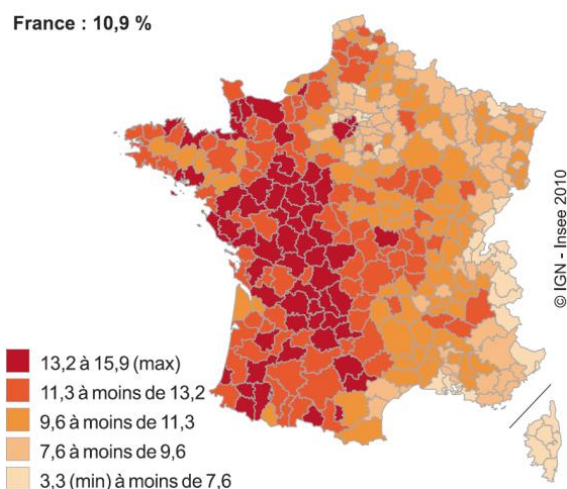 France : 10,9 %
© IGN - Insee 2010
13,2 à 15,9 (max)
11,3 à moins de 13,2
9,6 à moins de 11,3
7,6 à moins de 9,6
3,3 (min) à moins de 7,6